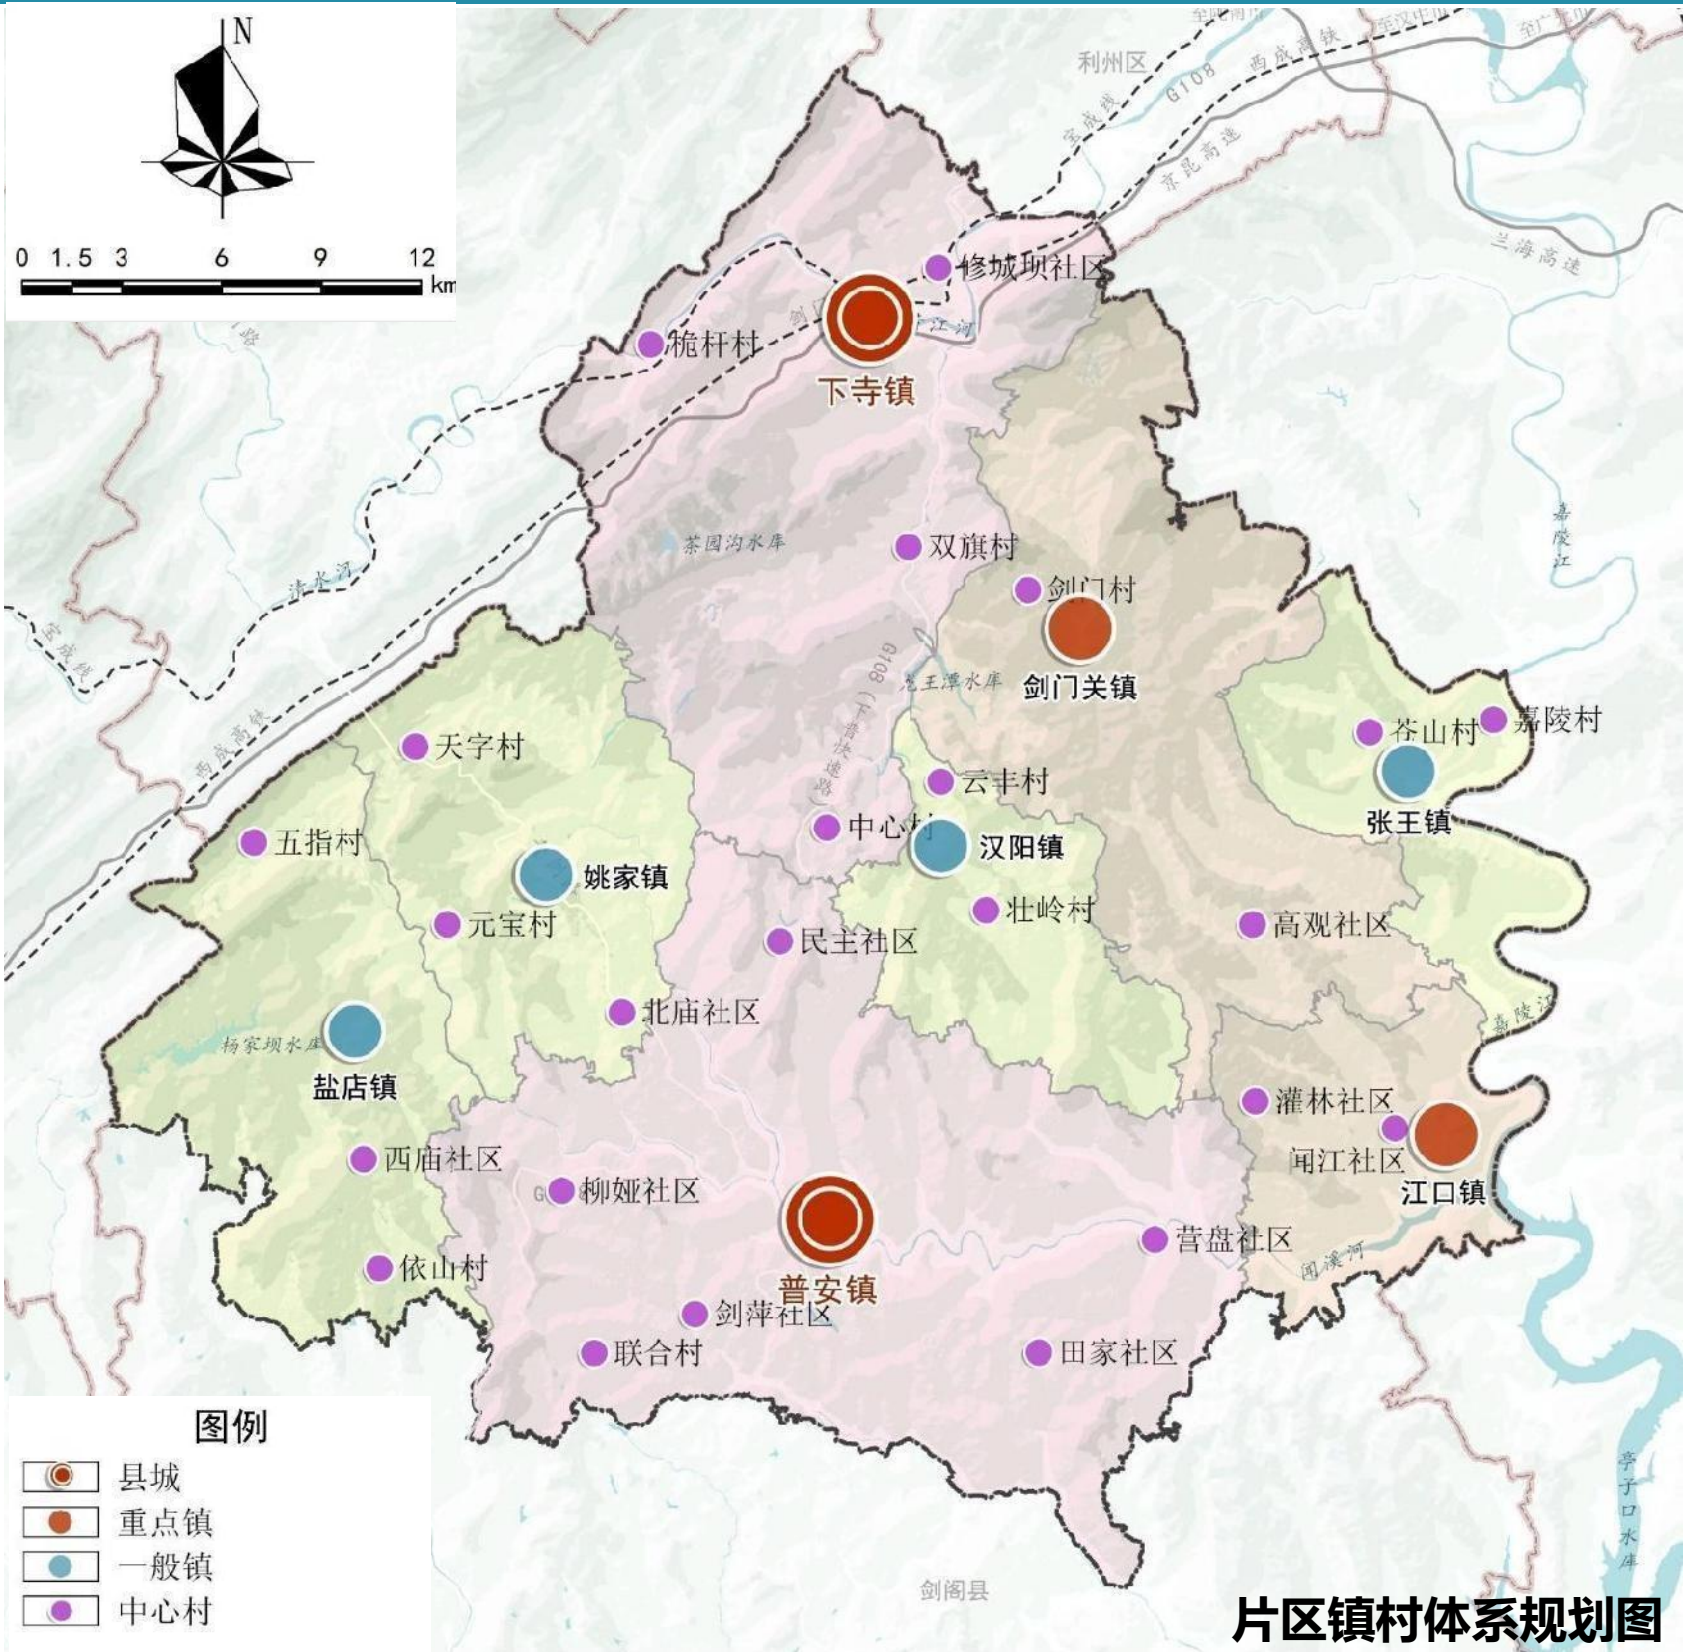 N
0 1.5 3 6 9 12
km
利州区
宝成线
G108
西成高铁
至汉中市
京昆高速
兰海高速
修城坝社区
桅杆村
下寺镇
清水河
宝成线
茶园沟水库
双旗村
剑门村
嘉陵江
剑门关镇
G108（下普快速路）
西成高铁
天字村
苍山村
嘉陵村
云丰村
张王镇
五指村
中心村
汉阳镇
姚家镇
元宝村
壮岭村
高观社区
民主社区
北庙社区
杨家坝水库
嘉陵江
盐店镇
灌林社区
西庙社区
闻江社区
柳娅社区
江口镇
营盘社区
依山村
普安镇
闻溪河
剑萍社区
联合村
田家社区
图例
县城
重点镇
一般镇
中心村
亭子口水库
剑阁县
片区镇村体系规划图